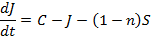 dJ/dt = C − J − (1 − n)S